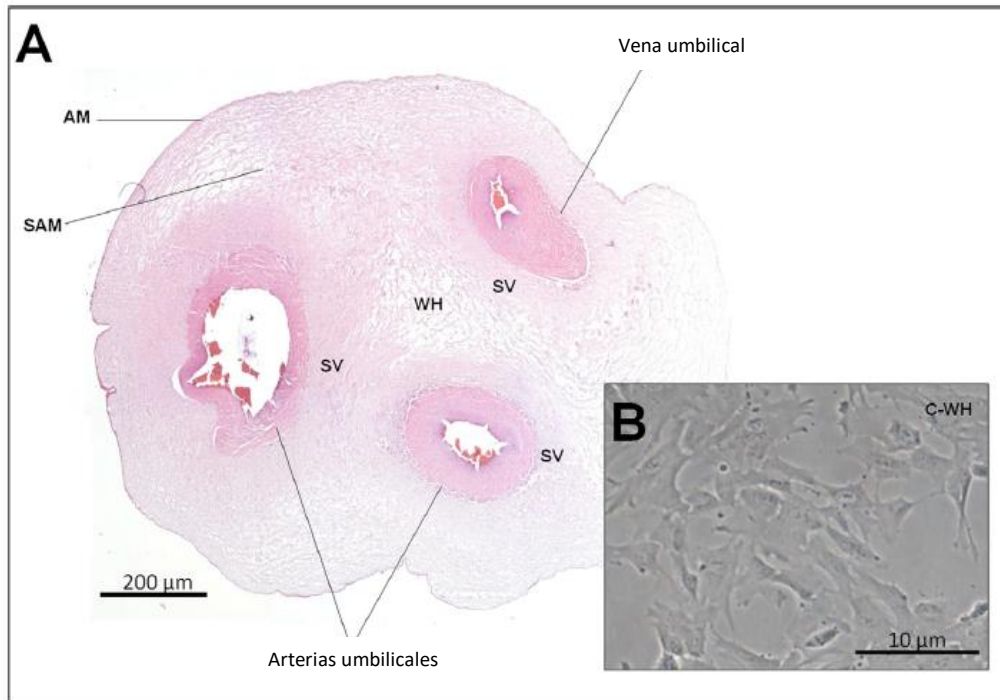 A
Vena umbilical
AM
SAM
SV
WH
SV
SV
B
C-WH
200 µm
10 µm
Arterias umbilicales